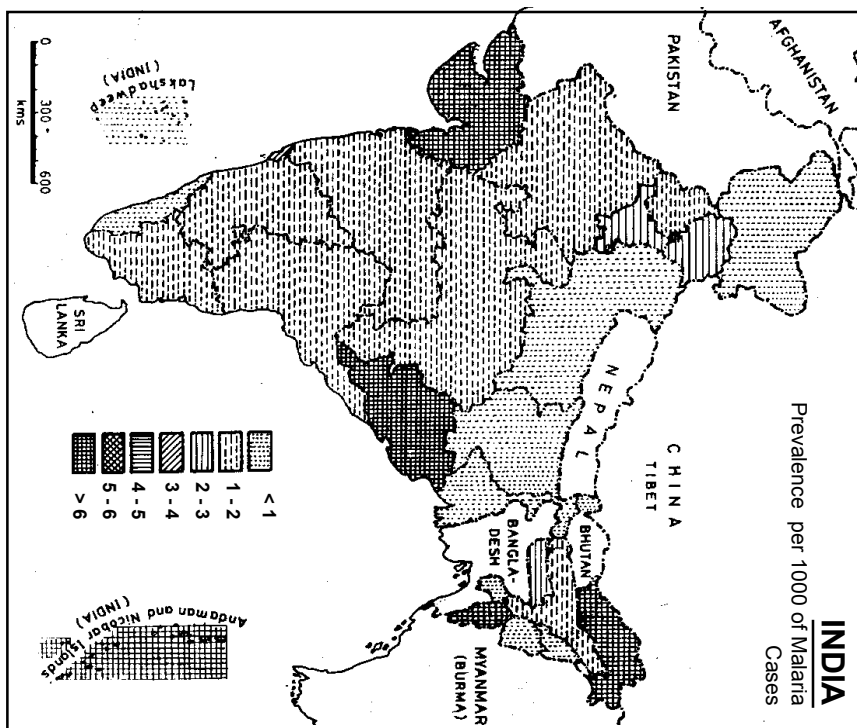 INDIA
Prevalence per 1000 of Malaria
Cases
AFGHANISTAN
PAKISTAN
CHINA
TIBET
NEPAL
BHUTAN
BANGLA-
DESH
MYANMAR
(BURMA)
SRI
LANKA
Lakshadweep
(INDIA)
Andaman and Nicobar Islands
(INDIA)
0 300 600
kms
<1
1 - 2
2 - 3
3 - 4
4 - 5
5 - 6
>6